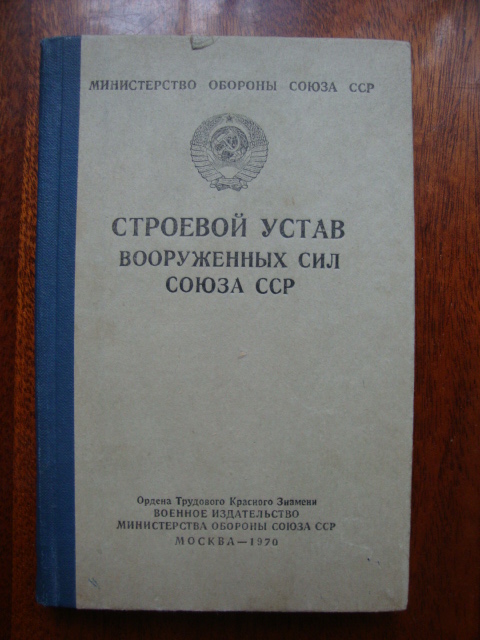 МИНИСТЕРСТВО ОБОРОНЫ СОЮЗА ССР
СТРОЕВОЙ УСТАВ
ВООРУЖЕННЫХ СИЛ
СОЮЗА ССР
Ордена Трудового Красного Знамени
ВОЕННОЕ ИЗДАТЕЛЬСТВО
МИНИСТЕРСТВА ОБОРОНЫ СОЮЗА ССР
МОСКВА—1970